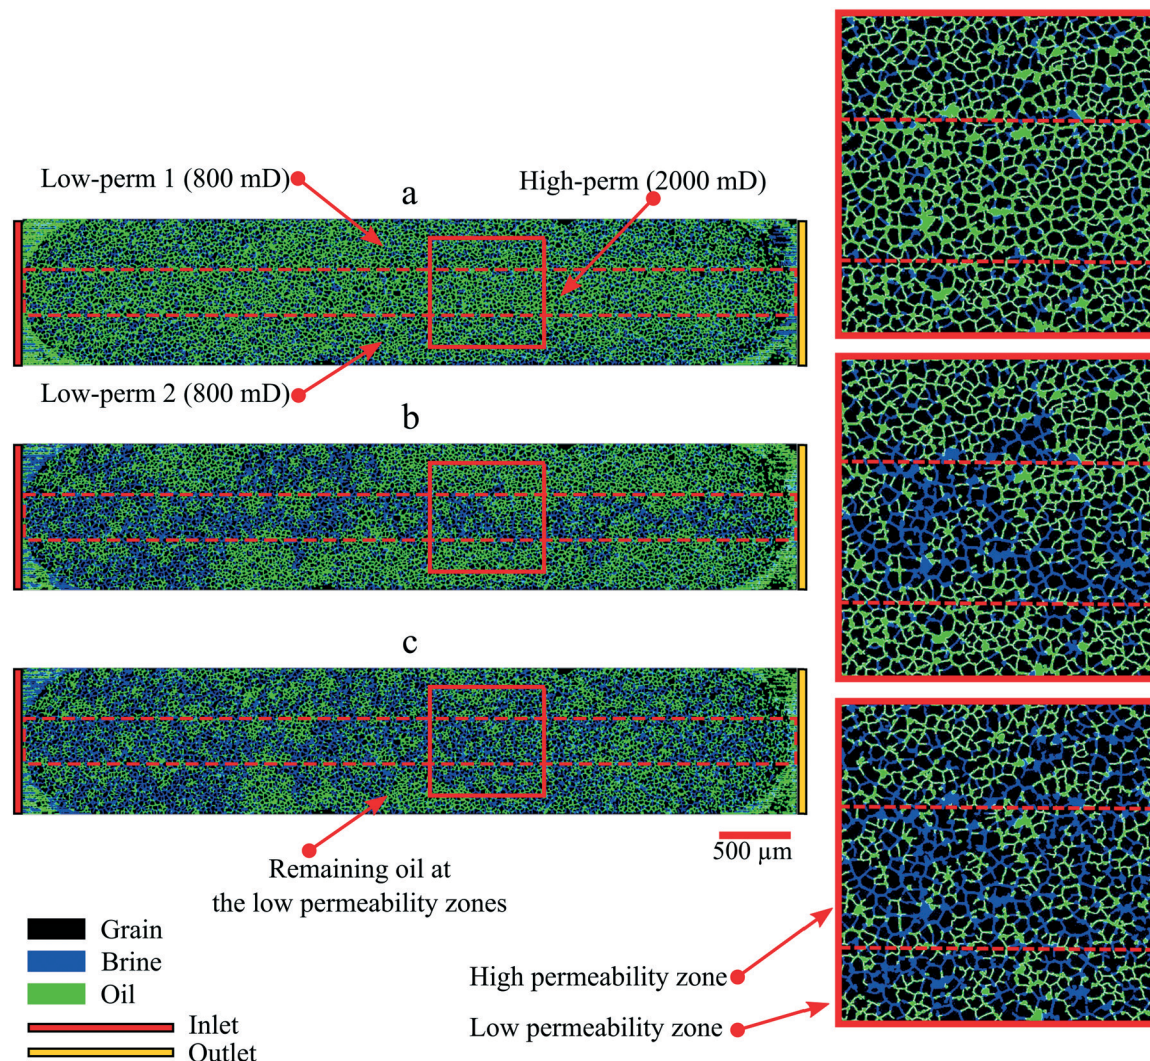 Low-perm 1 (800 mD)
a
High-perm (2000 mD)
Low-perm 2 (800 mD)
b
c
500 µm
Remaining oil at
the low permeability zones
Grain
Brine
Oil
Inlet
Outlet
High permeability zone
Low permeability zone